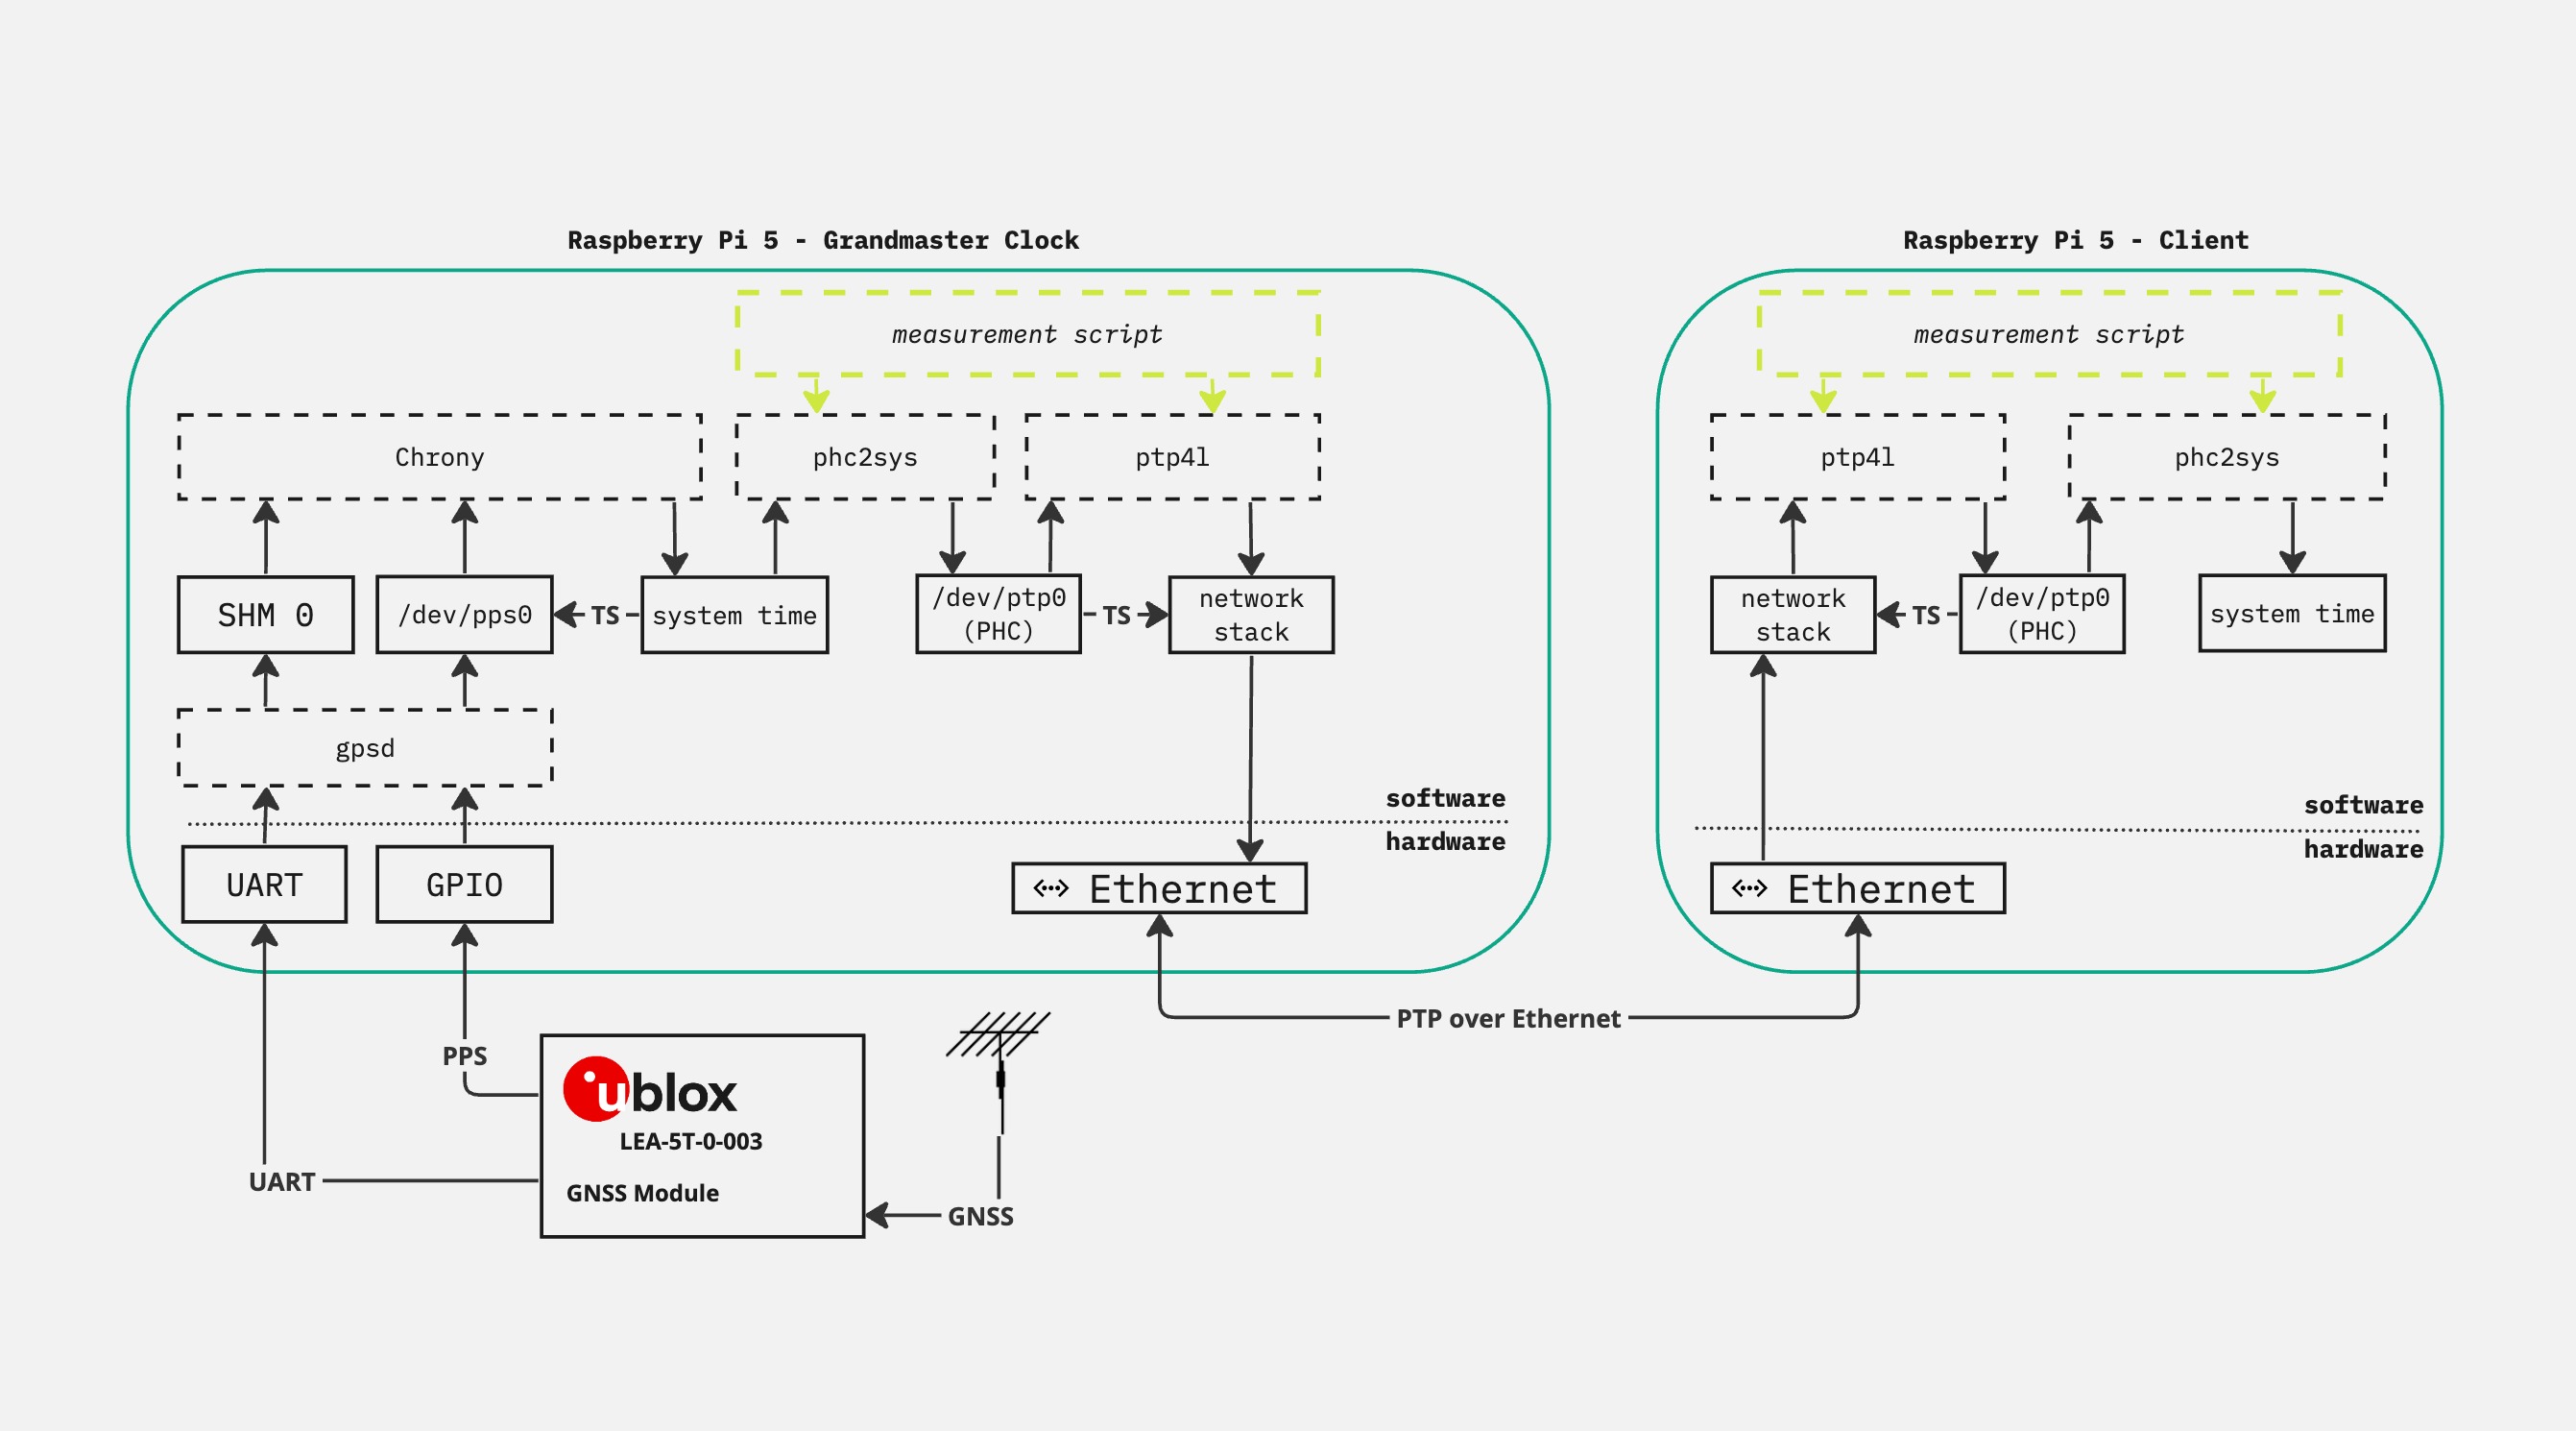 Raspberry Pi 5 - Grandmaster Clock
Raspberry Pi 5 - Client
measurement script
measurement script
Chrony
phc2sys
ptp4l
ptp4l
phc2sys
SHM 0
/dev/pps0
TS
system time
/dev/ptp0
(PHC)
TS
network
stack
network
stack
TS
/dev/ptp0
(PHC)
system time
gpsd
software
hardware
software
hardware
UART
GPIO
<··> Ethernet
<··> Ethernet
PTP over Ethernet
PPS
ublox
LEA-5T-0-003
UART
GNSS Module
GNSS